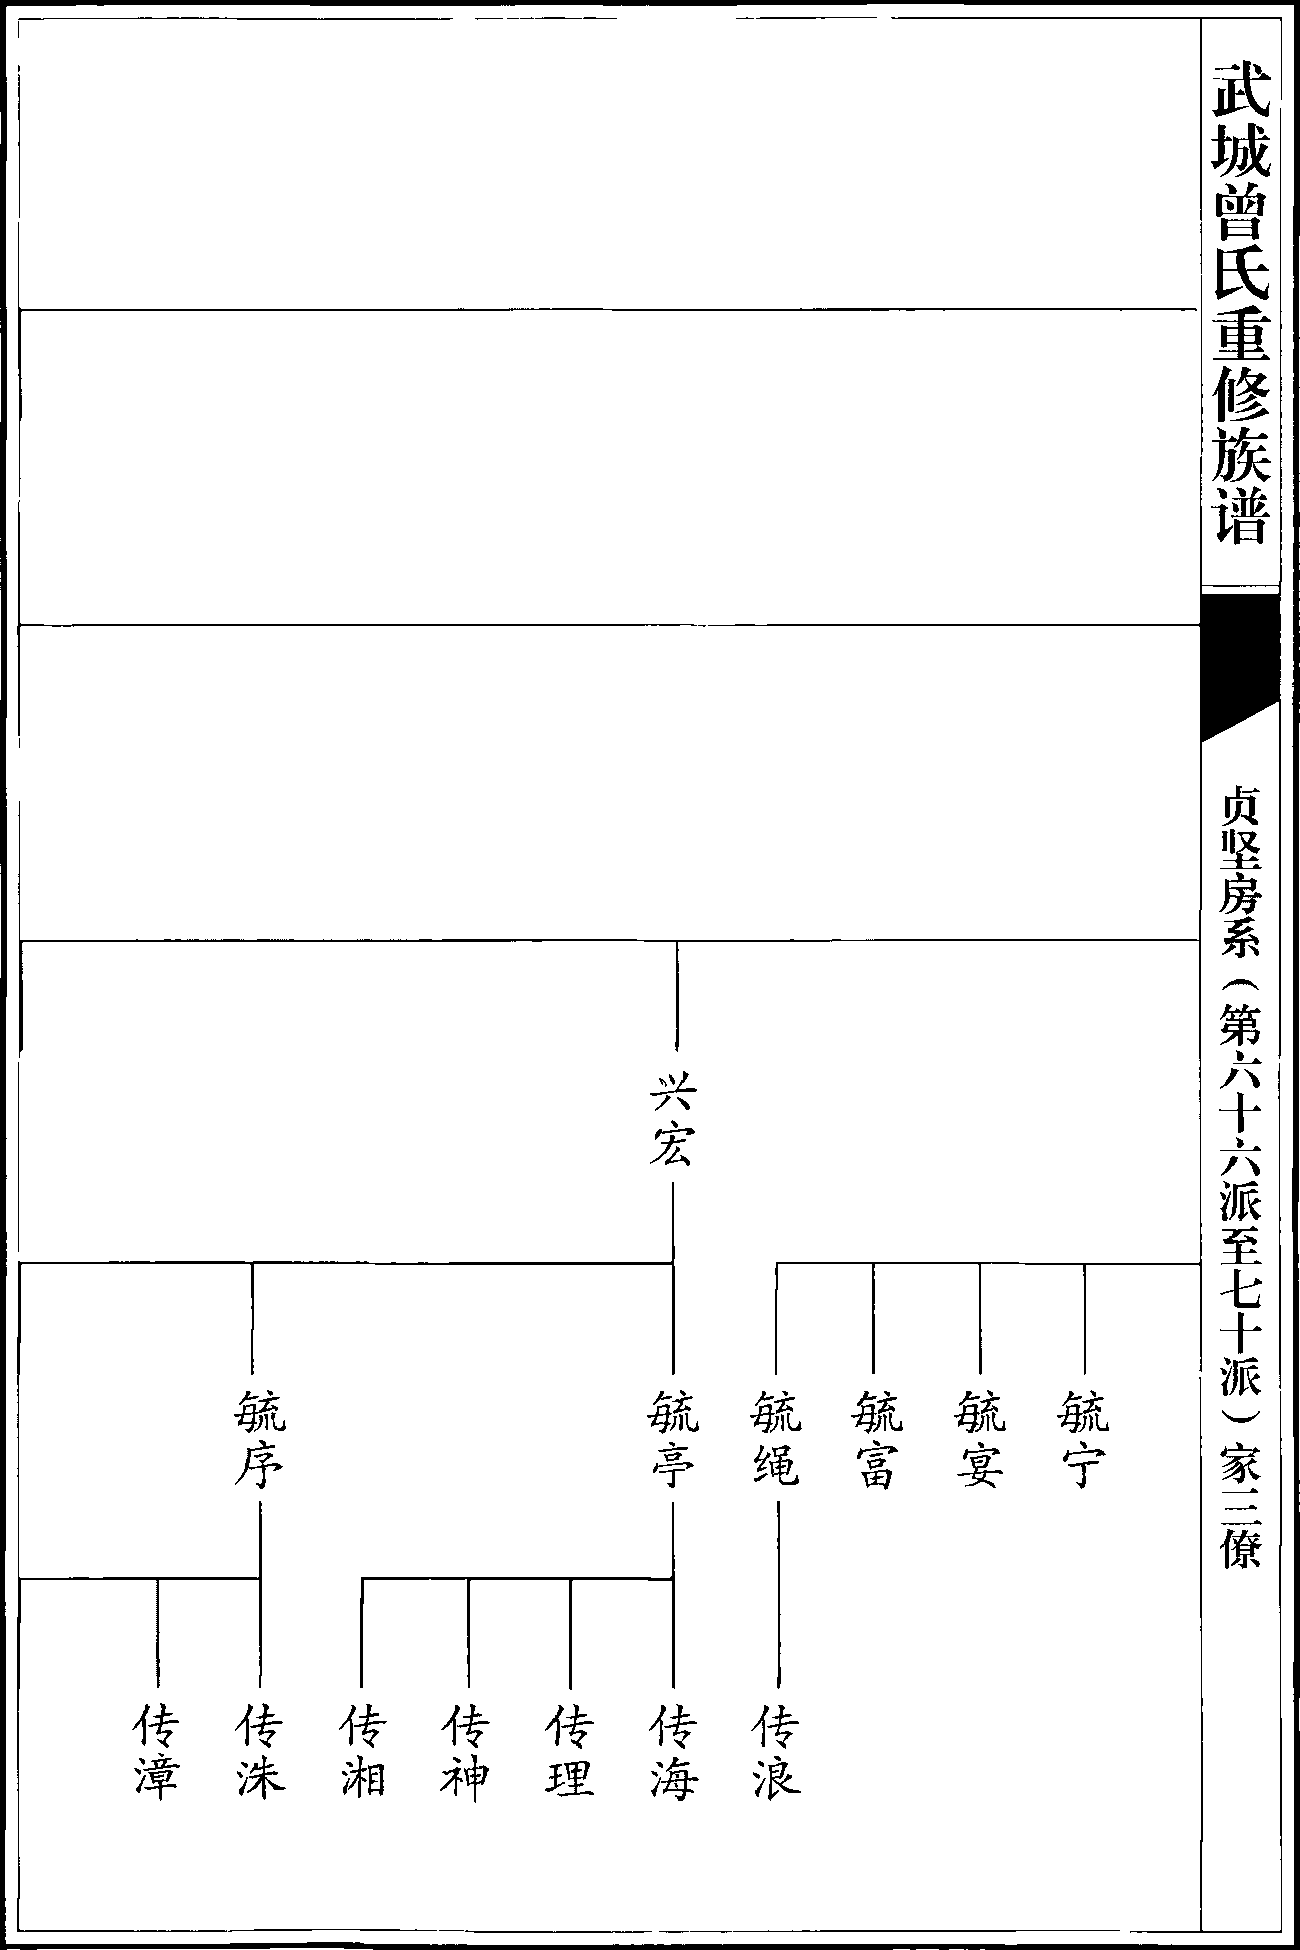 武城曾氏重修族谱
贞坚房系（第六十六派至七十派）家三僚
兴宏
毓宁
毓宴
毓富
毓绳
毓亭
毓序
传浪
传海
传理
传神
传湘
传洙
传漳